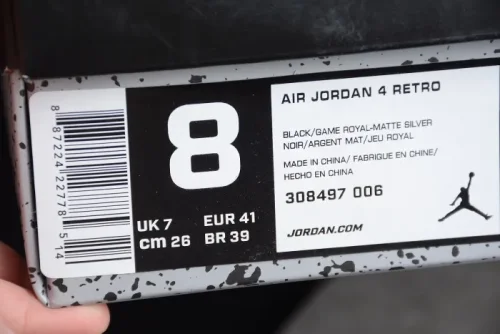 8 87224 22778 5 14
8
UK 7 EUR 41
cm 26 BR 39
AIR JORDAN 4 RETRO
BLACK/GAME ROYAL-MATTE SILVER
NOIR/ARGENT MAT/JEU ROYAL
MADE IN CHINA/ FABRIQUE EN CHINE/
HECHO EN CHINA
308497 006
JORDAN.COM